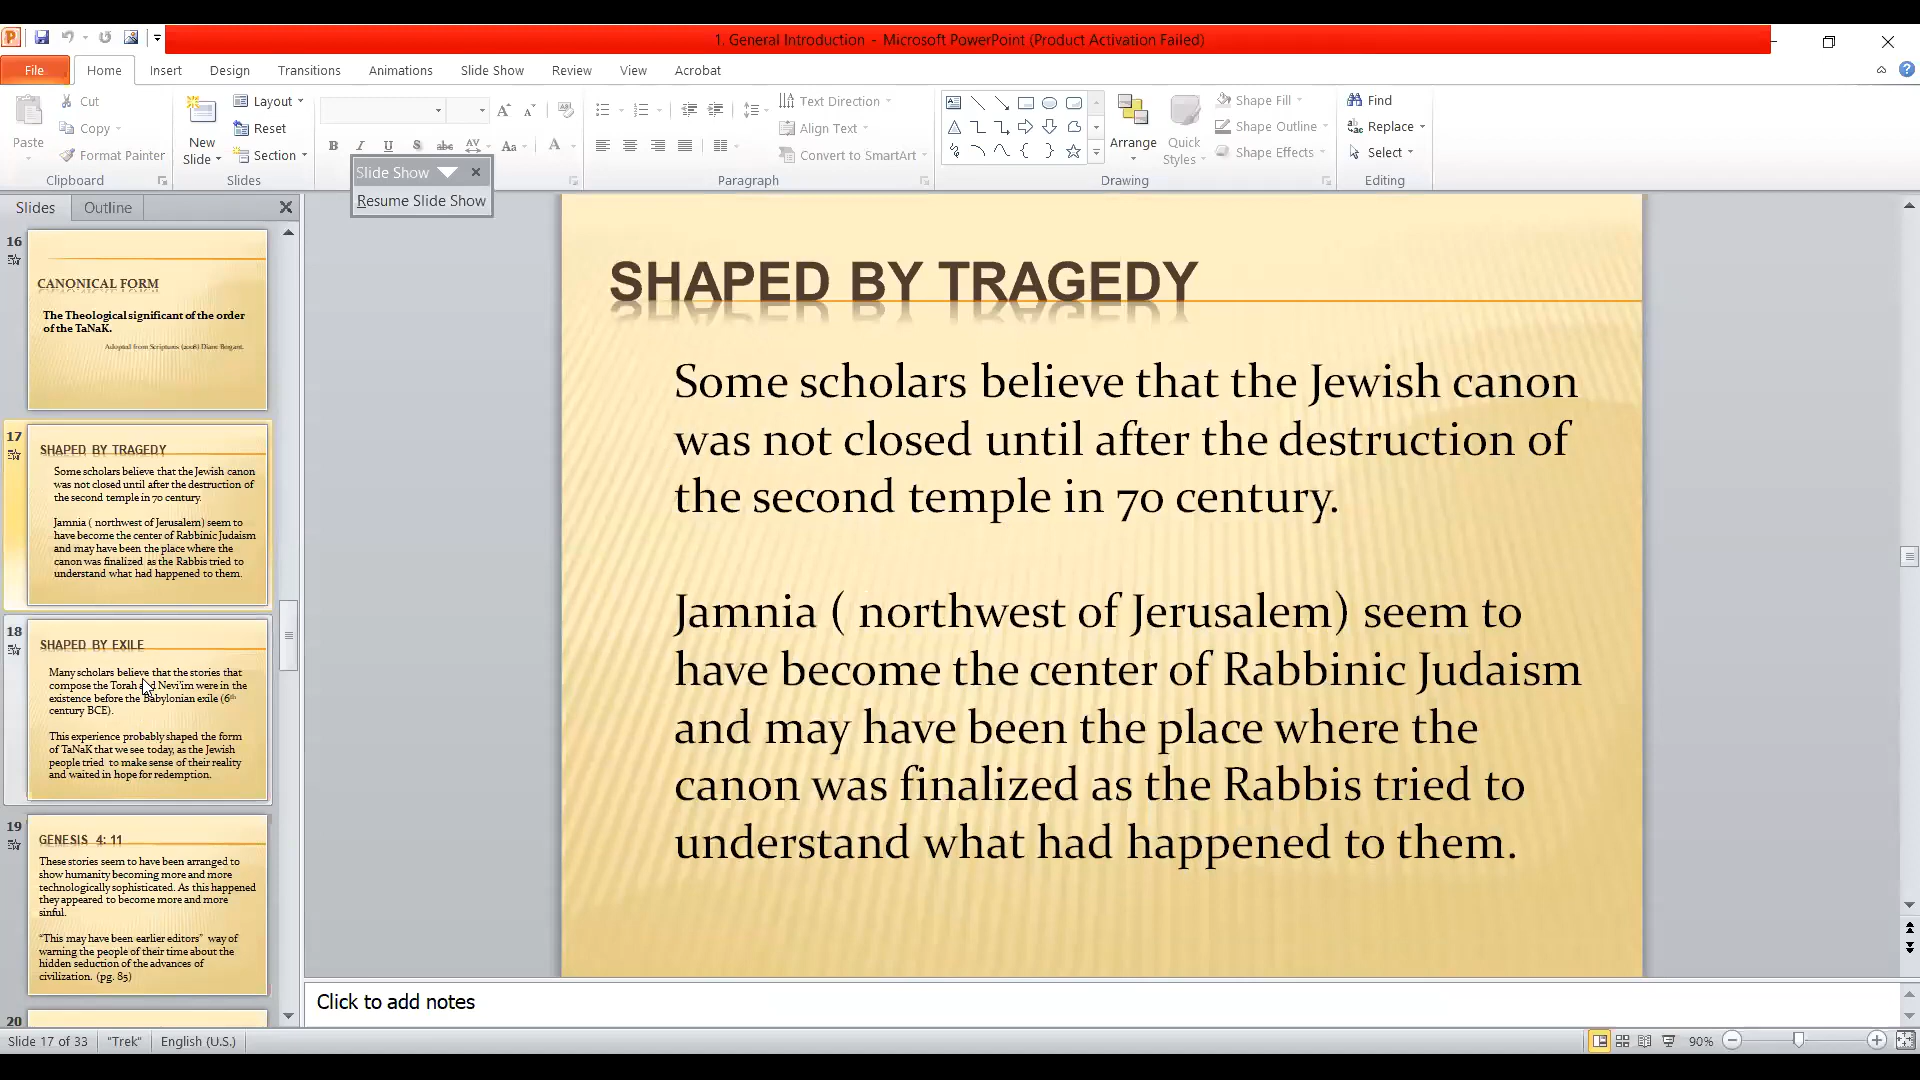 1. General Introduction - Microsoft PowerPoint (Product Activation Failed)
File Home Insert Design Transitions Animations Slide Show Review View Acrobat
Paste
Cut
Copy
Format Painter
Clipboard
New
Slide
Layout
Reset
Section
Slides
Paragraph
Text Direction
Align Text
Convert to SmartArt
Arrange
Quick
Styles
Shape Fill
Shape Outline
Shape Effects
Drawing
Find
Replace
Select
Editing
Slide Show
Resume Slide Show
Slides Outline
16
CANONICAL FORM
The Theological significant of the order
of the TaNaK.
17
SHAPED BY TRAGEDY
Some scholars believe that the Jewish canon
was not closed until after the destruction of
the second temple in 70 century.
Jamnia ( northwest of Jerusalem) seem to
have become the center of Rabbinic Judaism
and may have been the place where the
canon was finalized as the Rabbis tried to
understand what had happened to them.
18
SHAPED BY EXILE
Many scholars believe that the stories that
compose the Torah and Nevi'im were in the
existence before the Babylonian exile (6th
century BCE).
This experience probably shaped the form
of TaNaK that we see today, as the Jewish
people tried to make sense of their reality
and waited in hope for redemption.
19
GENESIS 4: 11
These stories seem to have been arranged to
show humanity becoming more and more
technologically sophisticated. As this happened
they appeared to become more and more
sinful.
"This may have been earlier editors" way of
warning the people of their time about the
hidden seduction of the advances of
civilization. (pg. 85)
20
SHAPED BY TRAGEDY
Some scholars believe that the Jewish canon
was not closed until after the destruction of
the second temple in 70 century.
Jamnia ( northwest of Jerusalem) seem to
have become the center of Rabbinic Judaism
and may have been the place where the
canon was finalized as the Rabbis tried to
understand what had happened to them.
Click to add notes
Slide 17 of 33 "Trek" English (U.S.) 90%